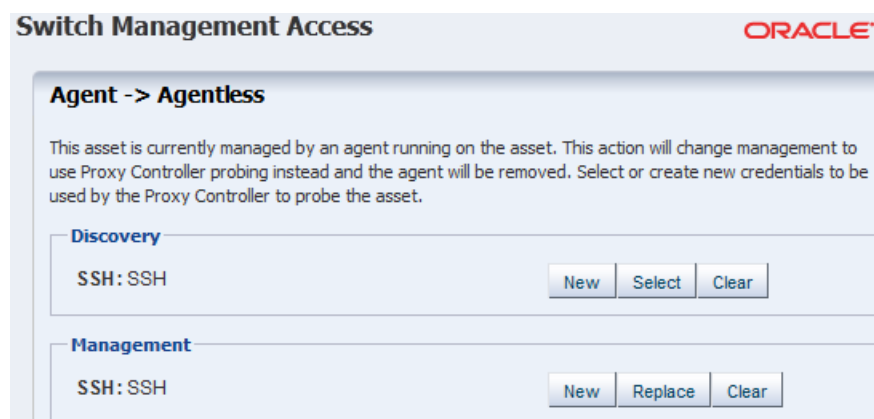 Switch Management Access
ORACLE
Agent -> Agentless
This asset is currently managed by an agent running on the asset. This action will change management to
use Proxy Controller probing instead and the agent will be removed. Select or create new credentials to be
used by the Proxy Controller to probe the asset.
Discovery
SSH: SSH
New Select Clear
Management
SSH: SSH
New Replace Clear